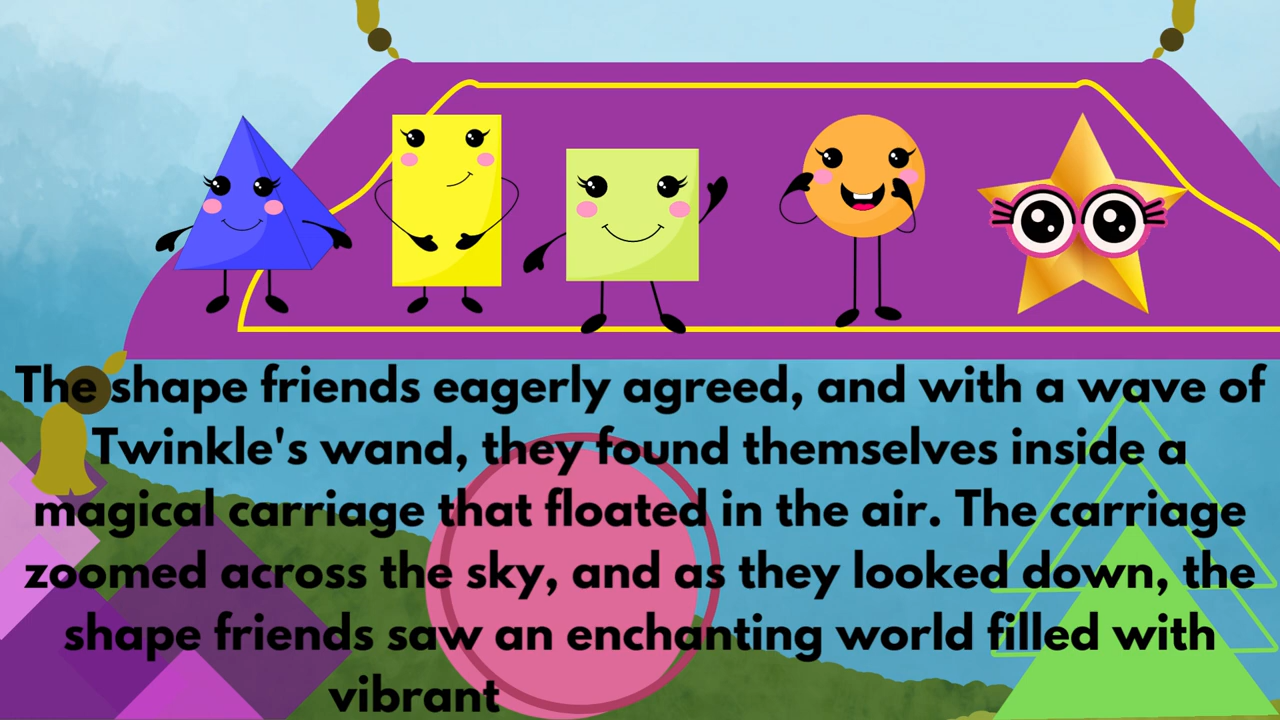 The shape friends eagerly agreed, and with a wave of
Twinkle's wand, they found themselves inside a
magical carriage that floated in the air. The carriage
zoomed across the sky, and as they looked down, the
shape friends saw an enchanting world filled with
vibrant